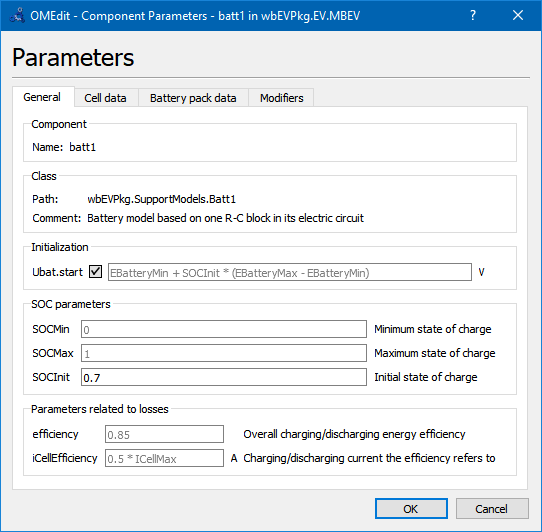 OMEdit - Component Parameters - batt1 in wbEVPkg.EV.MBEV
Parameters
General Cell data Battery pack data Modifiers
Component
Name: batt1
Class
Path: wbEVPkg.SupportModels.Batt1
Comment: Battery model based on one R-C block in its electric circuit
Initialization
Ubat.start EBatteryMin + SOCInit * (EBatteryMax - EBatteryMin) V
SOC parameters
SOCMin 0 Minimum state of charge
SOCMax 1 Maximum state of charge
SOCInit 0.7 Initial state of charge
Parameters related to losses
efficiency 0.85 Overall charging/discharging energy efficiency
iCellEfficiency 0.5 * ICellMax A Charging/discharging current the efficiency refers to
OK Cancel